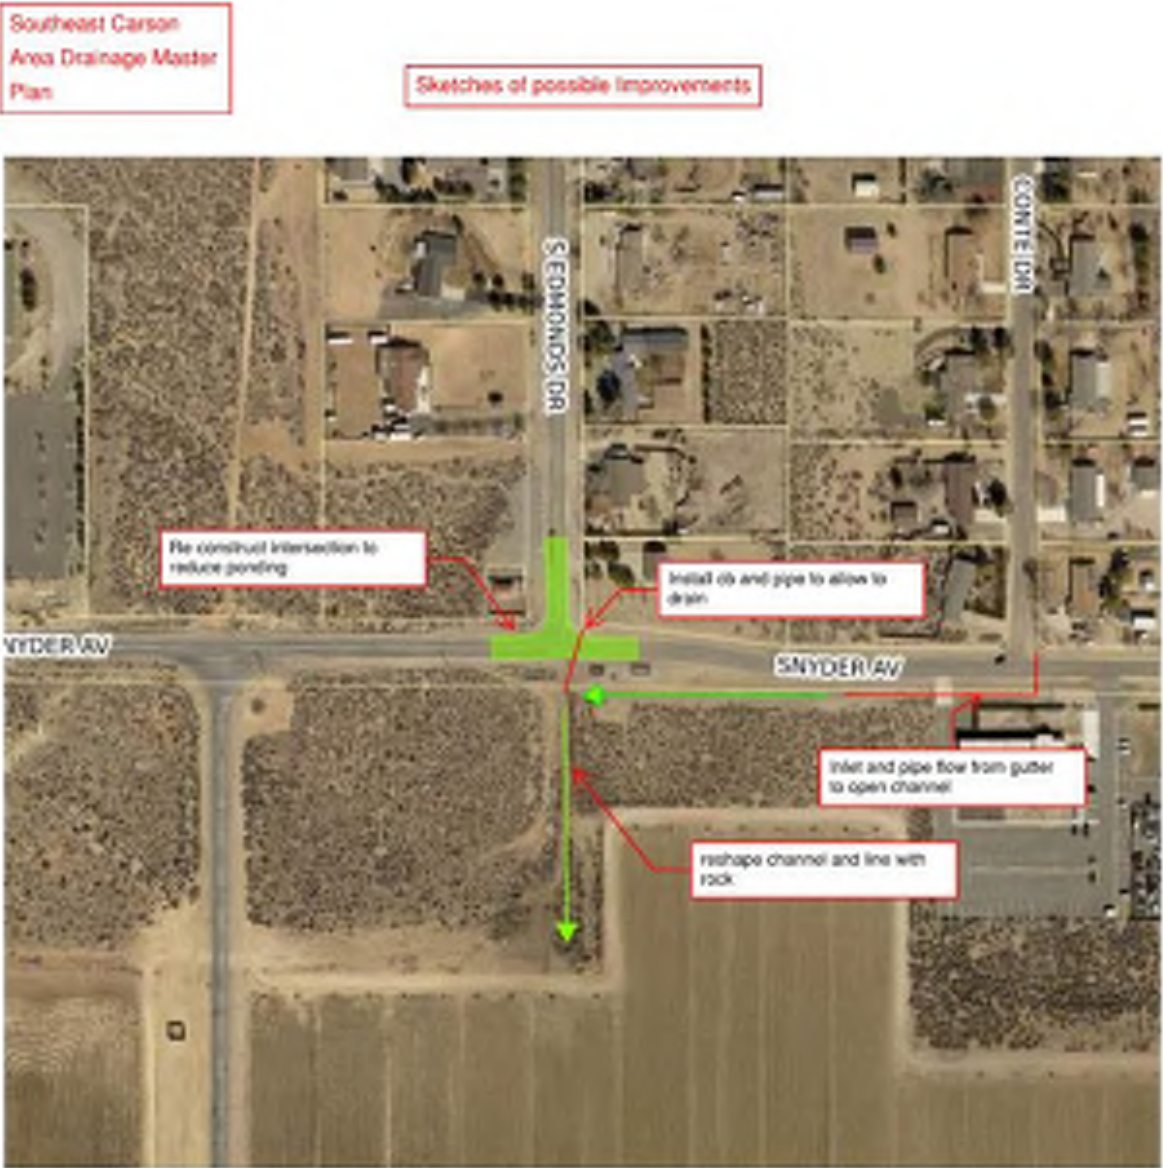 Southeast Carson
Area Drainage Master
Plan
Sketches of possible Improvements
CONTE DR
S EDMONDS DR
Re construct intersection to
reduce ponding
Install cb and pipe to allow to
drain
NYDER AV
SNYDER AV
Inlet and pipe flow from gutter
to open channel
reshape channel and line with
rock